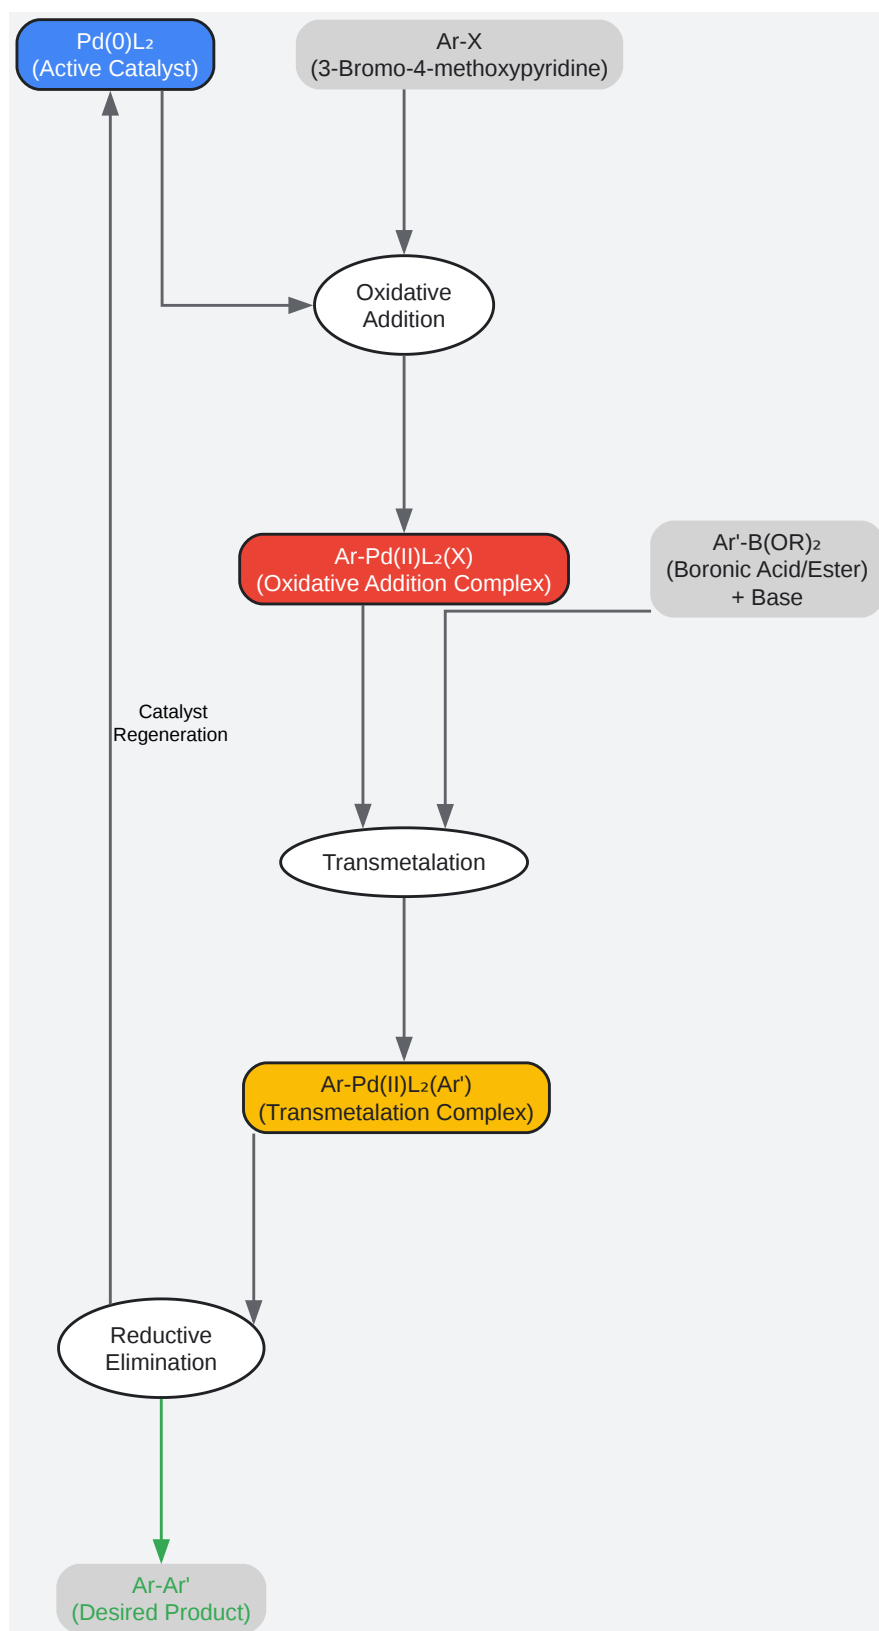 Pd(0)L₂
(Active Catalyst)
Ar-X
(3-Bromo-4-methoxypyridine)
Oxidative
Addition
Ar-Pd(II)L₂(X)
(Oxidative Addition Complex)
Ar'-B(OR)₂
(Boronic Acid/Ester)
+ Base
Catalyst
Regeneration
Transmetalation
Ar-Pd(II)L₂(Ar')
(Transmetalation Complex)
Reductive
Elimination
Ar-Ar'
(Desired Product)